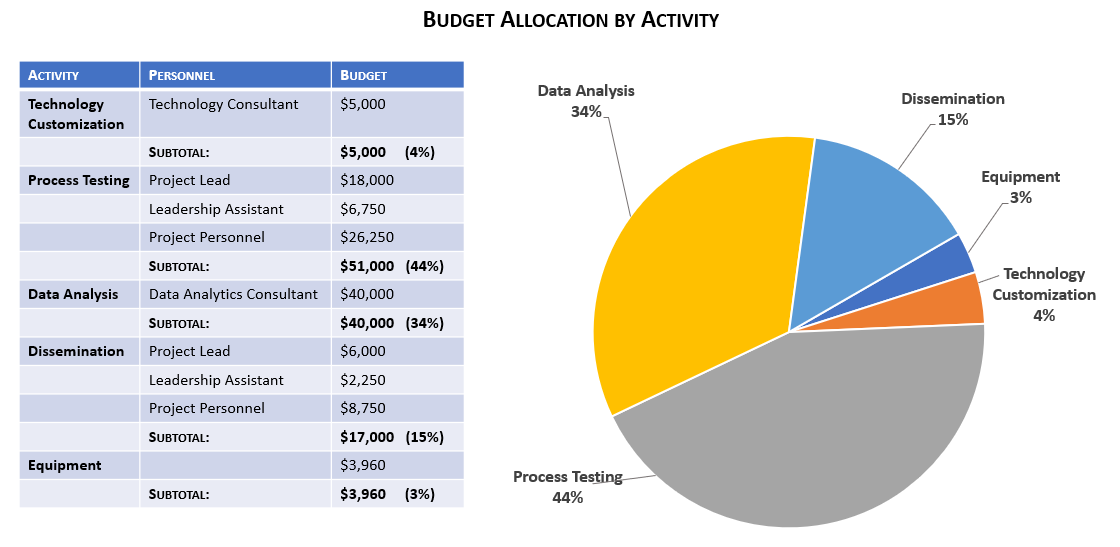 BUDGET ALLOCATION BY ACTIVITY
ACTIVITY PERSONNEL BUDGET
Technology Customization Technology Consultant $5,000
SUBTOTAL: $5,000 (4%)
Process Testing Project Lead $18,000
Leadership Assistant $6,750
Project Personnel $26,250
SUBTOTAL: $51,000 (44%)
Data Analysis Data Analytics Consultant $40,000
SUBTOTAL: $40,000 (34%)
Dissemination Project Lead $6,000
Leadership Assistant $2,250
Project Personnel $8,750
SUBTOTAL: $17,000 (15%)
Equipment $3,960
SUBTOTAL: $3,960 (3%)
Data Analysis
34%
Dissemination
15%
Equipment
3%
Technology
Customization
4%
Process Testing
44%